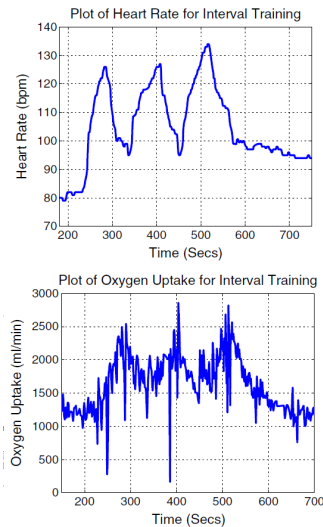 Plot of Heart Rate for Interval Training
140
130
120
110
100
90
80
70
Heart Rate (bpm)
200 300 400 500 600 700
Time (Secs)
Plot of Oxygen Uptake for Interval Training
3000
2500
2000
1500
1000
500
0
Oxygen Uptake (ml/min)
200 300 400 500 600 700
Time (Secs)